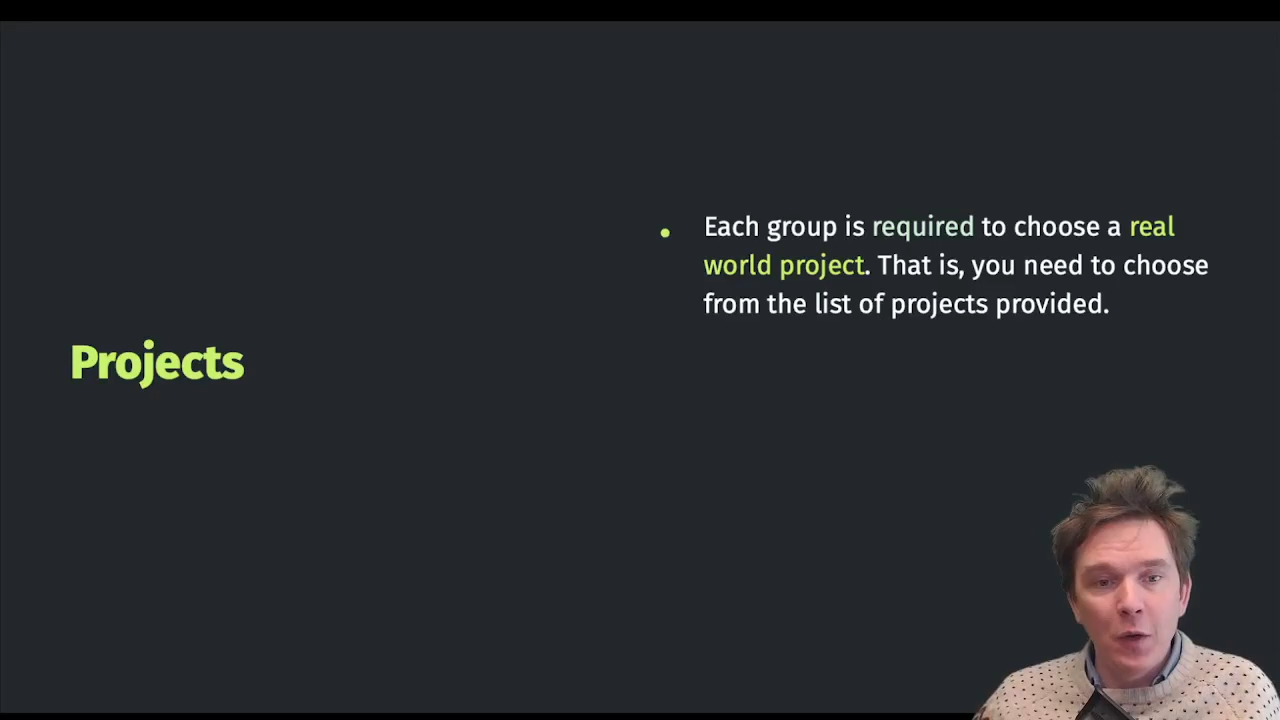 Projects
Each group is required to choose a real
world project. That is, you need to choose
from the list of projects provided.